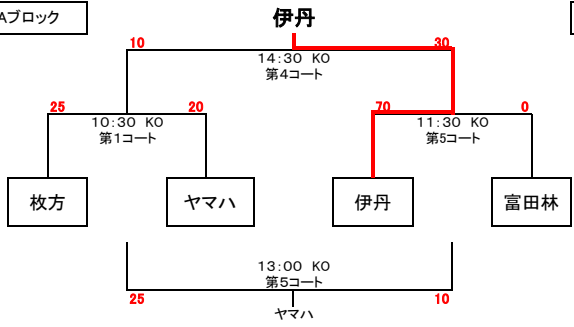 Aブロック
伊丹
10
30
14:30 KO
第4コート
25
20
70
0
10:30 KO
第1コート
11:30 KO
第5コート
枚方
ヤマハ
伊丹
富田林
13:00 KO
第5コート
25
10
ヤマハ